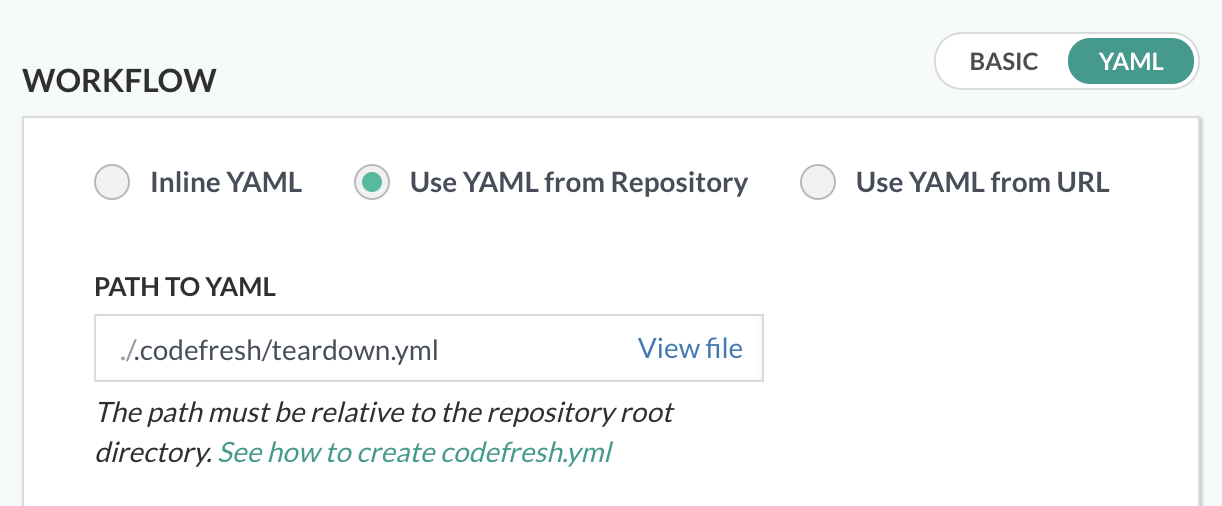 WORKFLOW
BASIC YAML
Inline YAML Use YAML from Repository Use YAML from URL
PATH TO YAML
./.codefresh/teardown.yml View file
The path must be relative to the repository root
directory. See how to create codefresh.yml